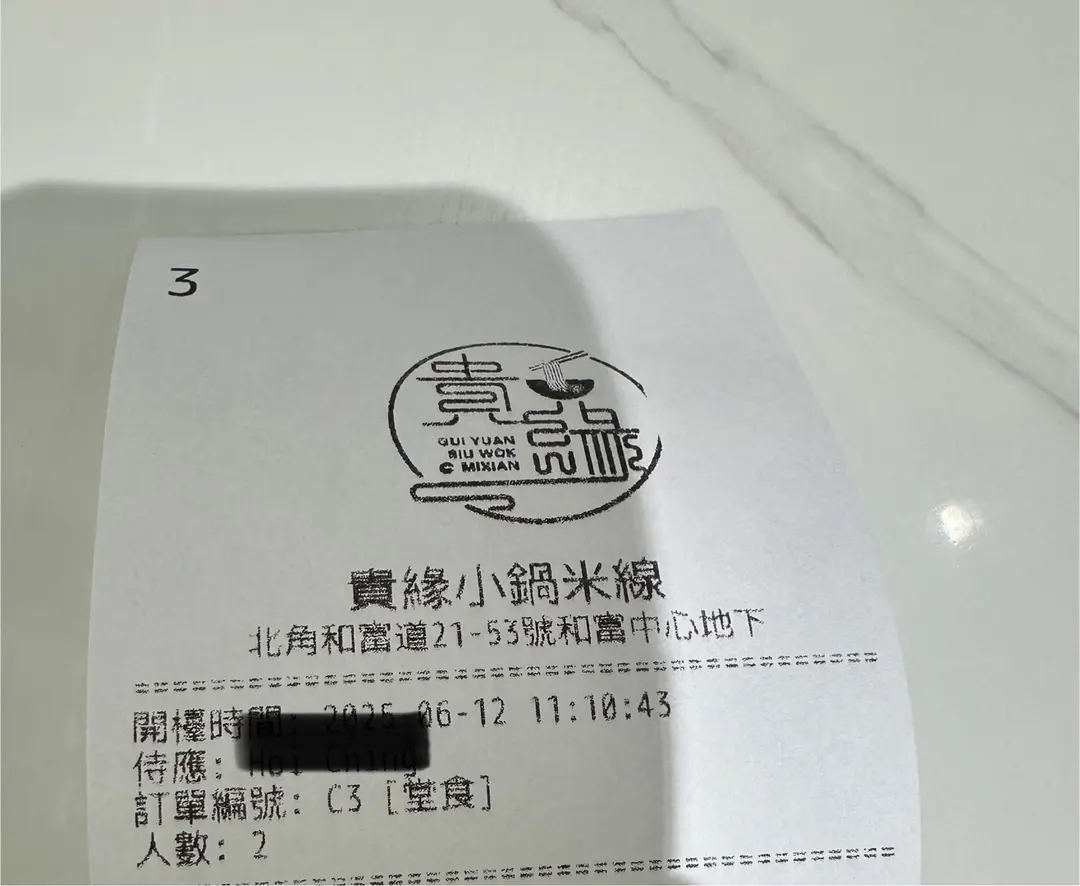 3
貴緣
GUI YUAN
SIU WOK
MIXIAN
貴緣小鍋米線
北角和富道21-53號和富中心地下
開檯時間: 2025-06-12 11:10:43
侍應:
訂單編號: C3 [堂食]
人數: 2